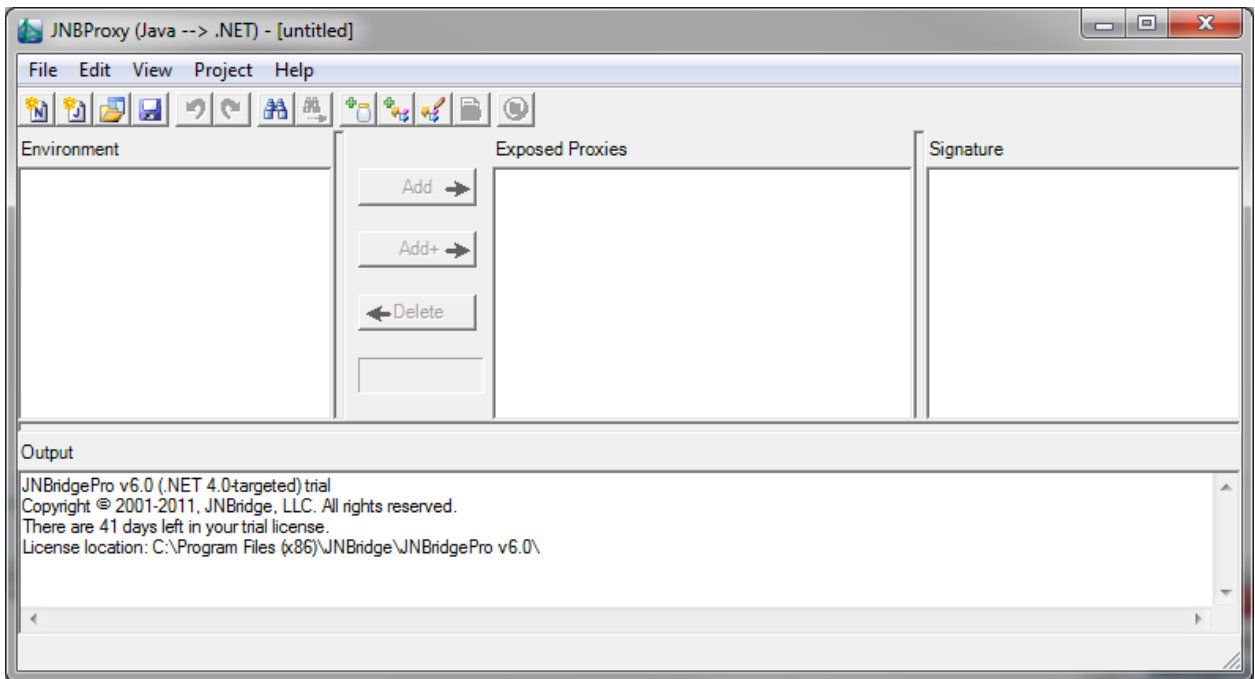 JNBProxy (Java --> .NET) - [untitled]
File Edit View Project Help
Environment
Exposed Proxies
Signature
Add
Add+
Delete
Output
JNBridgePro v6.0 (.NET 4.0-targeted) trial
Copyright © 2001-2011, JNBridge, LLC. All rights reserved.
There are 41 days left in your trial license.
License location: C:\Program Files (x86)\JNBridge\JNBridgePro v6.0\